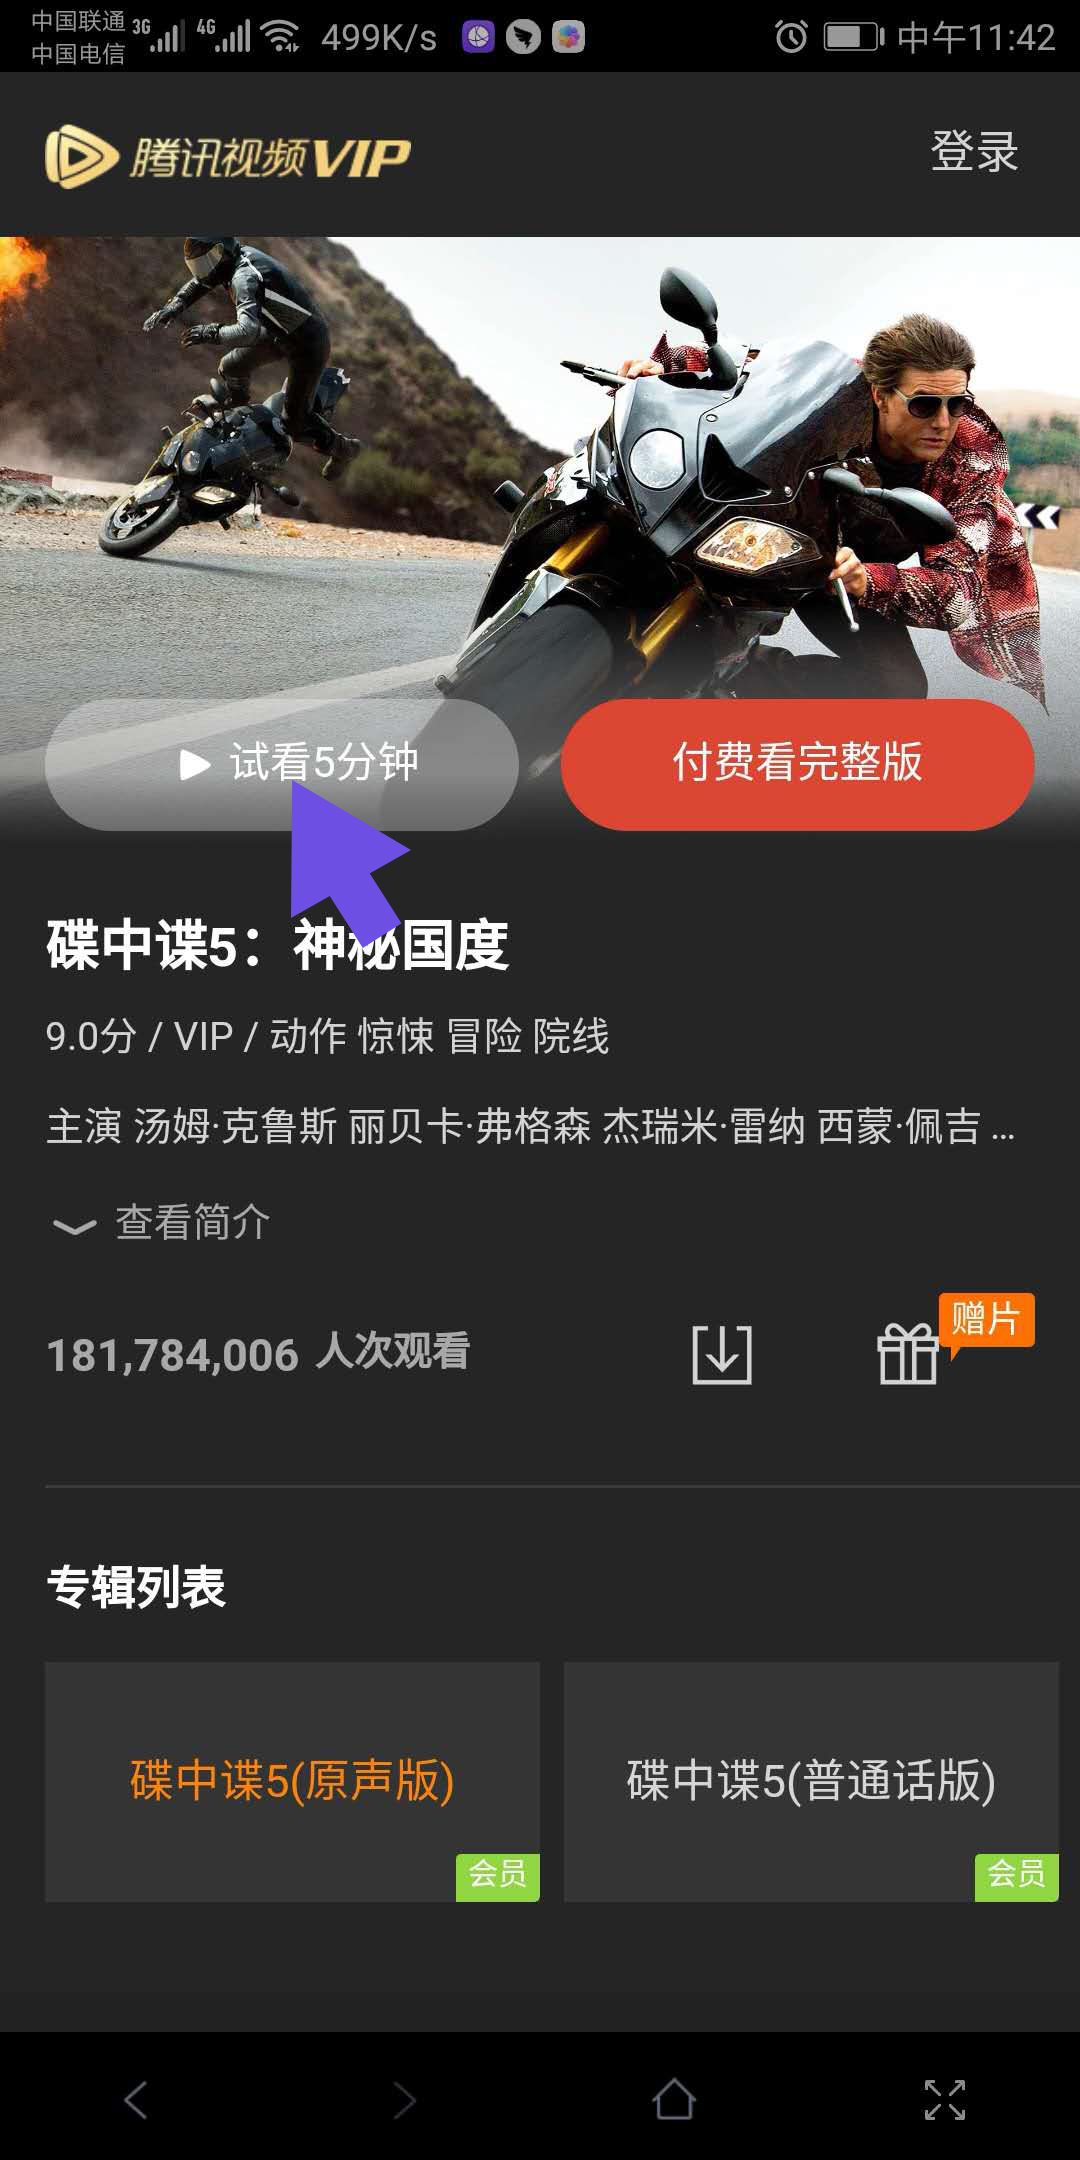 中国联通 3G 4G 499K/s 中午11:42
中国电信
腾讯视频VIP 登录
试看5分钟 付费看完整版
碟中谍5：神秘国度
9.0分 / VIP / 动作 惊悚 冒险 院线
主演 汤姆·克鲁斯 丽贝卡·弗格森 杰瑞米·雷纳 西蒙·佩吉 ...
查看简介
181,784,006 人次观看 赠片
专辑列表
碟中谍5(原声版) 碟中谍5(普通话版)
会员 会员